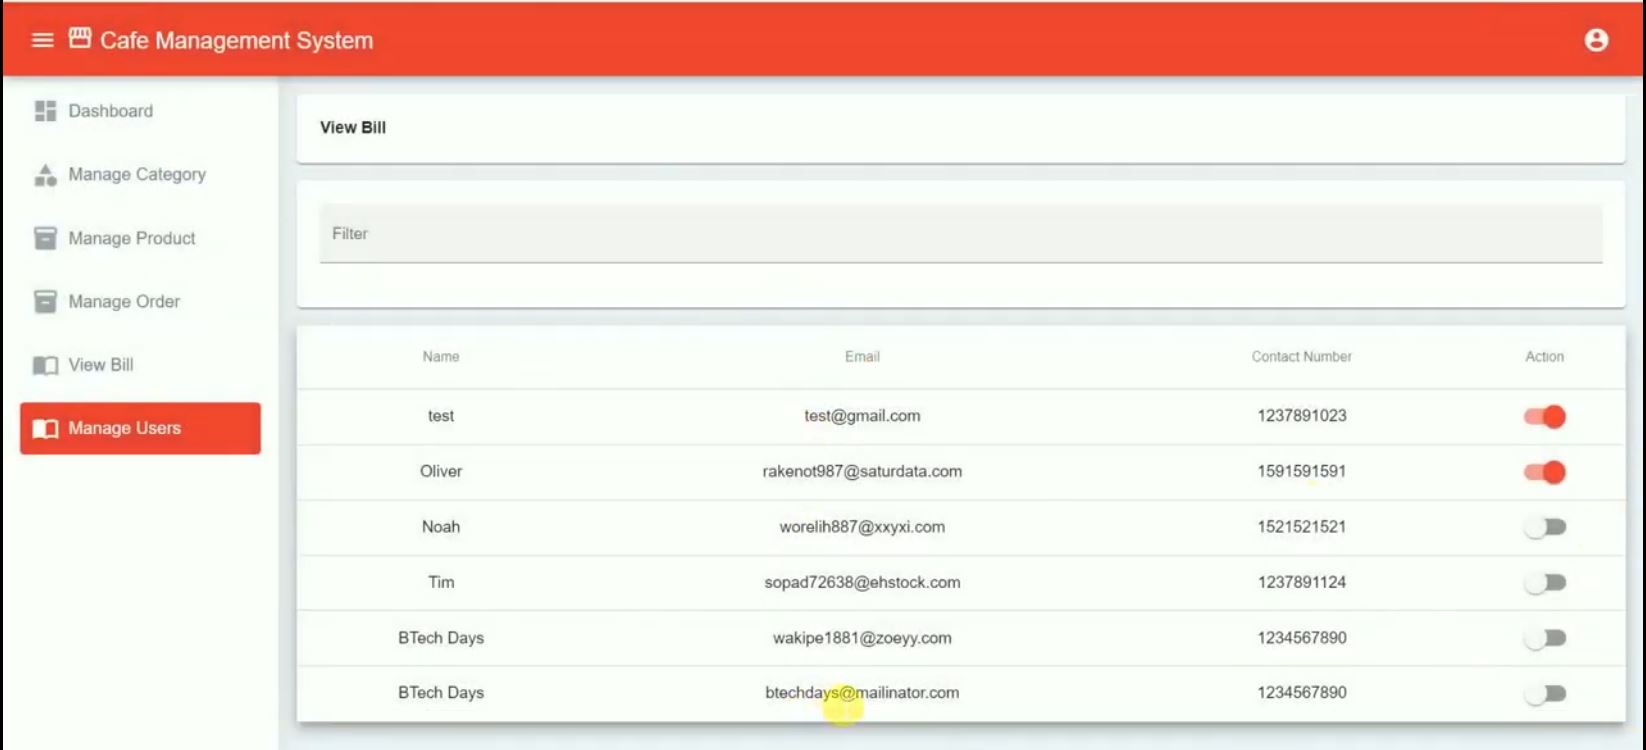 Cafe Management System
Dashboard
Manage Category
Manage Product
Manage Order
View Bill
Manage Users
View Bill
Filter
Name Email Contact Number Action
test test@gmail.com 1237891023
Oliver rakenot987@saturdata.com 1591591591
Noah worelih887@xxyxi.com 1521521521
Tim sopad72638@ehstock.com 1237891124
BTech Days wakipe1881@zoeyy.com 1234567890
BTech Days btechdays@mailinator.com 1234567890